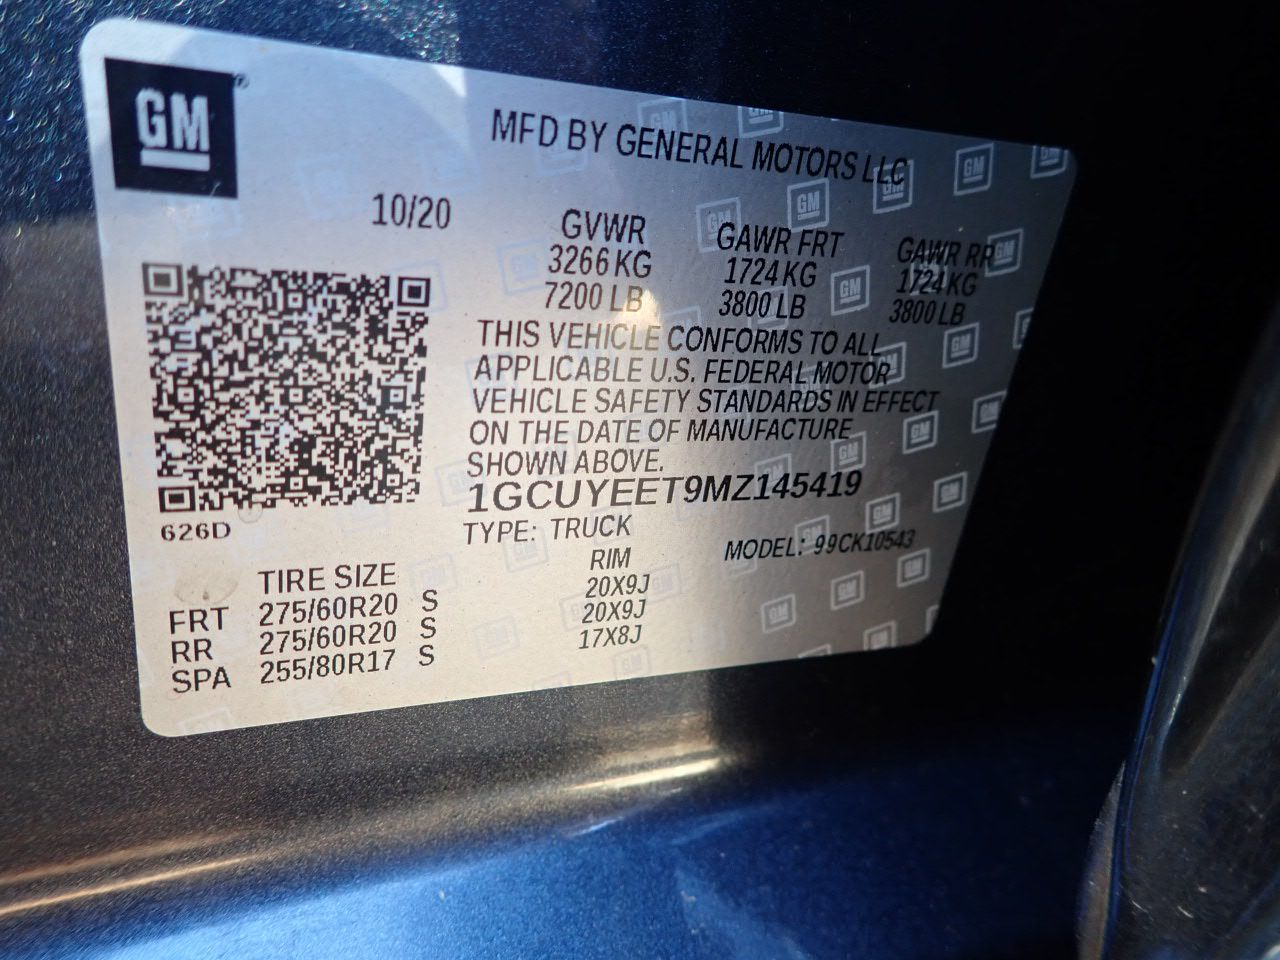 GM®
MFD BY GENERAL MOTORS LLC
10/20
GVWR GAWR FRT GAWR RR
3266 KG 1724 KG 1724 KG
7200 LB 3800 LB 3800 LB
THIS VEHICLE CONFORMS TO ALL
APPLICABLE U.S. FEDERAL MOTOR
VEHICLE SAFETY STANDARDS IN EFFECT
ON THE DATE OF MANUFACTURE
SHOWN ABOVE.
1GCUYEET9MZ145419
626D
TYPE: TRUCK MODEL: 99CK10543
TIRE SIZE RIM
FRT 275/60R20 S 20X9J
RR 275/60R20 S 20X9J
SPA 255/80R17 S 17X8J